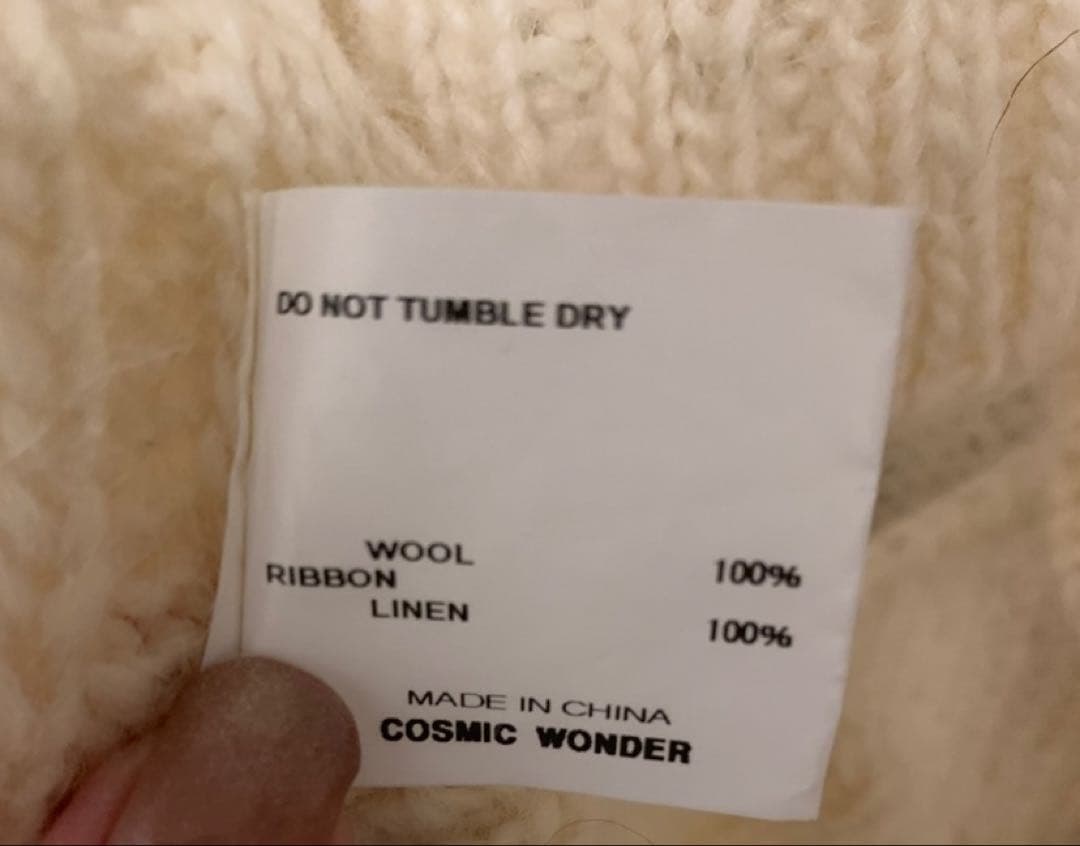 DO NOT TUMBLE DRY
WOOL 100%
RIBBON
LINEN 100%
MADE IN CHINA
COSMIC WONDER